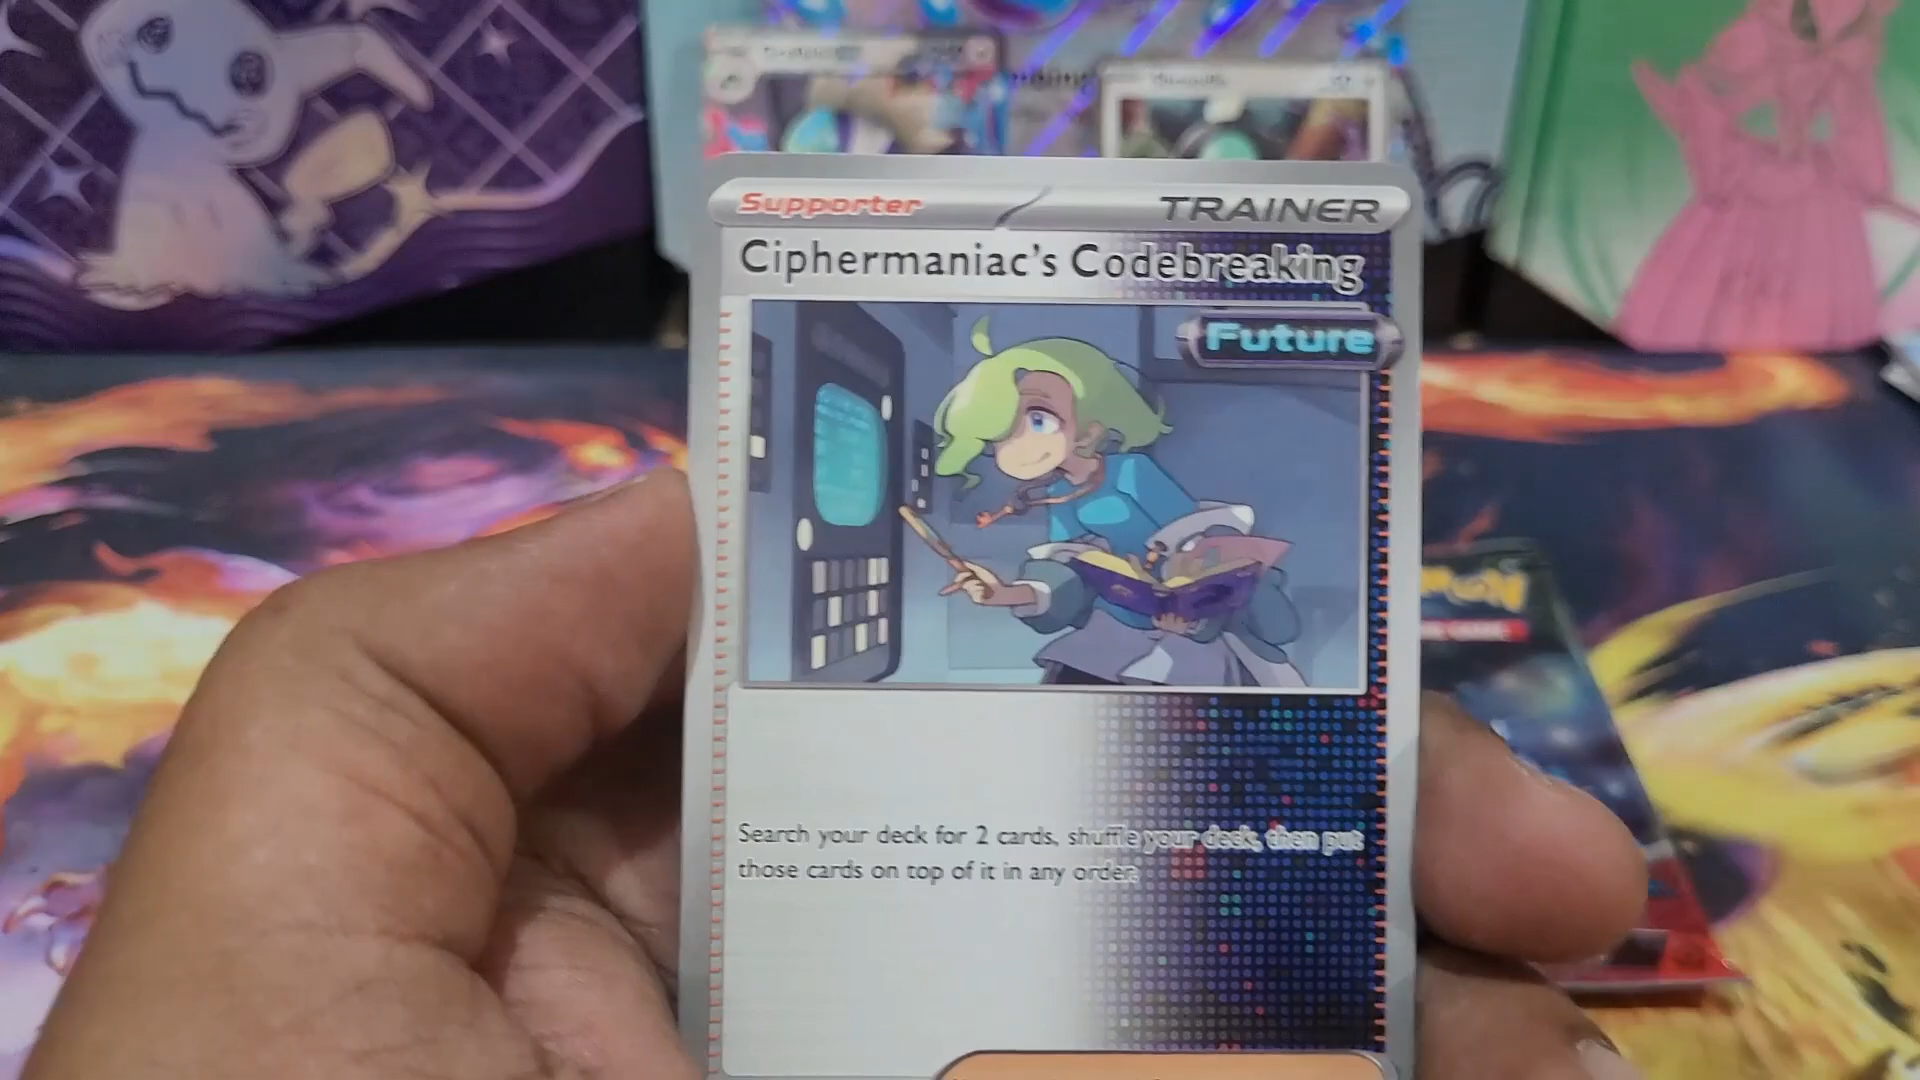 Supporter
TRAINER
Ciphermaniac's Codebreaking
Future
Search your deck for 2 cards, shuffle your deck, then put
those cards on top of it in any order.